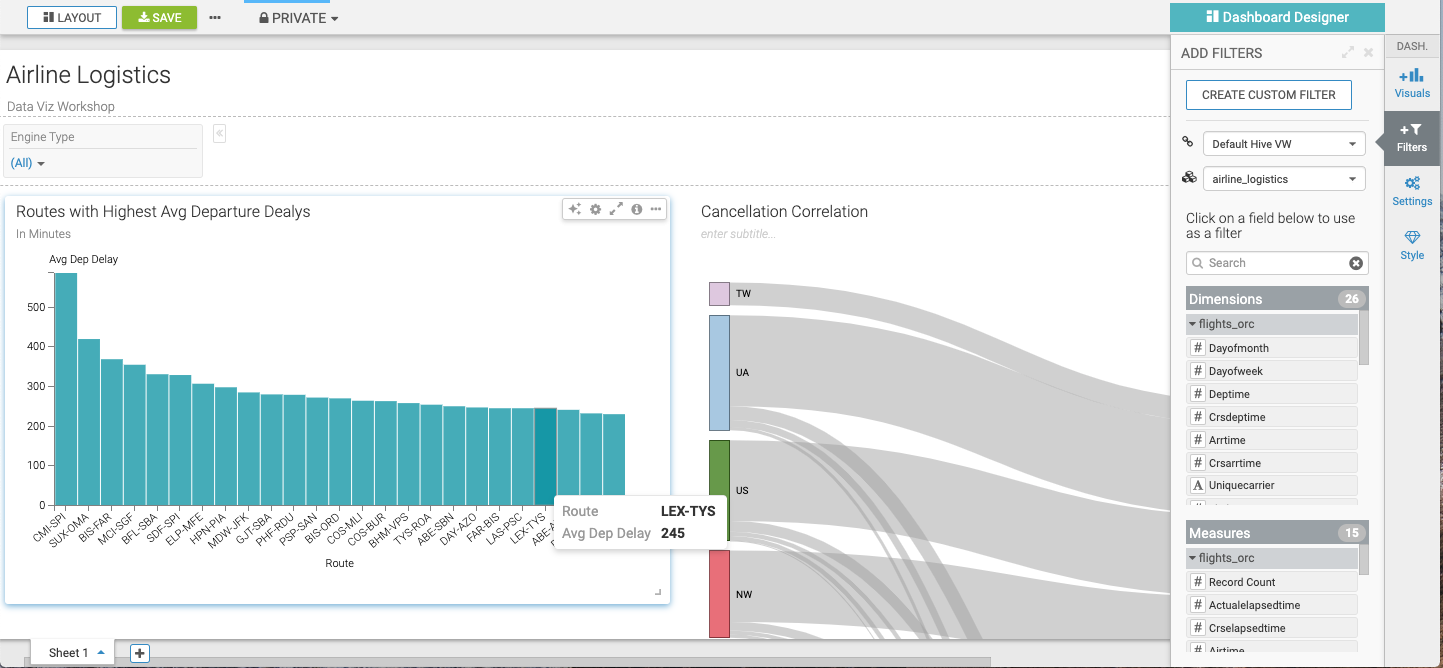 LAYOUT
SAVE
PRIVATE
Dashboard Designer
Airline Logistics
Data Viz Workshop
Engine Type
(All)
Routes with Highest Avg Departure Dealys
In Minutes
Avg Dep Delay
500
400
300
200
100
0
CMI-SPI
SUX-OMA
BIS-FAR
MCI-SGF
BFL-SBA
SDF-SPI
ELP-MFE
HPN-PIA
MDW-JFK
GJT-SBA
PHF-RDU
PSP-SAN
BIS-ORD
COS-MLI
COS-BUR
BHM-VPS
TYS-ROA
ABE-SBN
DAY-AZO
FAR-BIS
LAS-PSC
LEX-TYS
Route
Route LEX-TYS
Avg Dep Delay 245
Cancellation Correlation
enter subtitle...
TW
UA
US
NW
ADD FILTERS
CREATE CUSTOM FILTER
Default Hive VW
airline_logistics
Click on a field below to use
as a filter
Search
Dimensions 26
flights_orc
# Dayofmonth
# Dayofweek
# Deptime
# Crsdeptime
# Arrtime
# Crsarrtime
A Uniquecarrier
Measures 15
flights_orc
# Record Count
# Actualelapsedtime
# Crselapsedtime
# Airtime
DASH.
Visuals
Filters
Settings
Style
Sheet 1